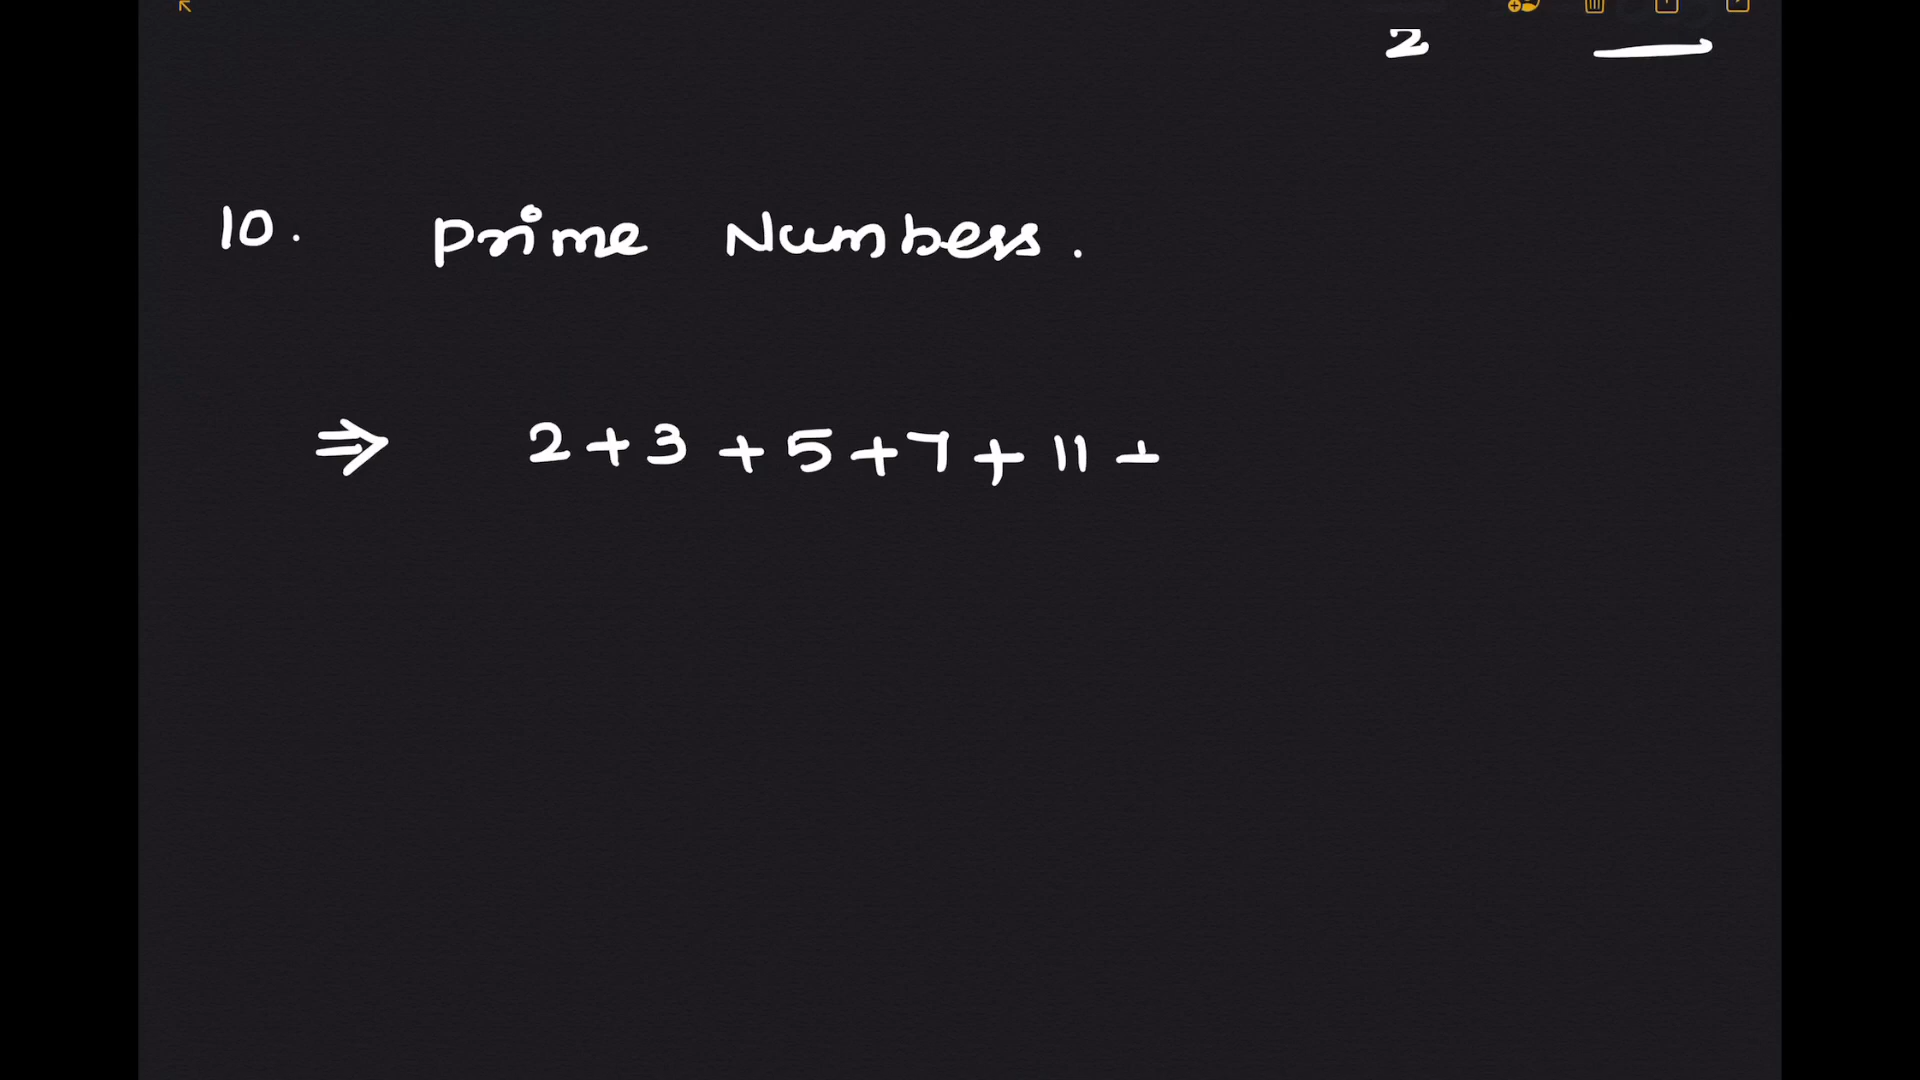 2
10. Prime Numbers.
⇒ 2 + 3 + 5 + 7 + 11 +